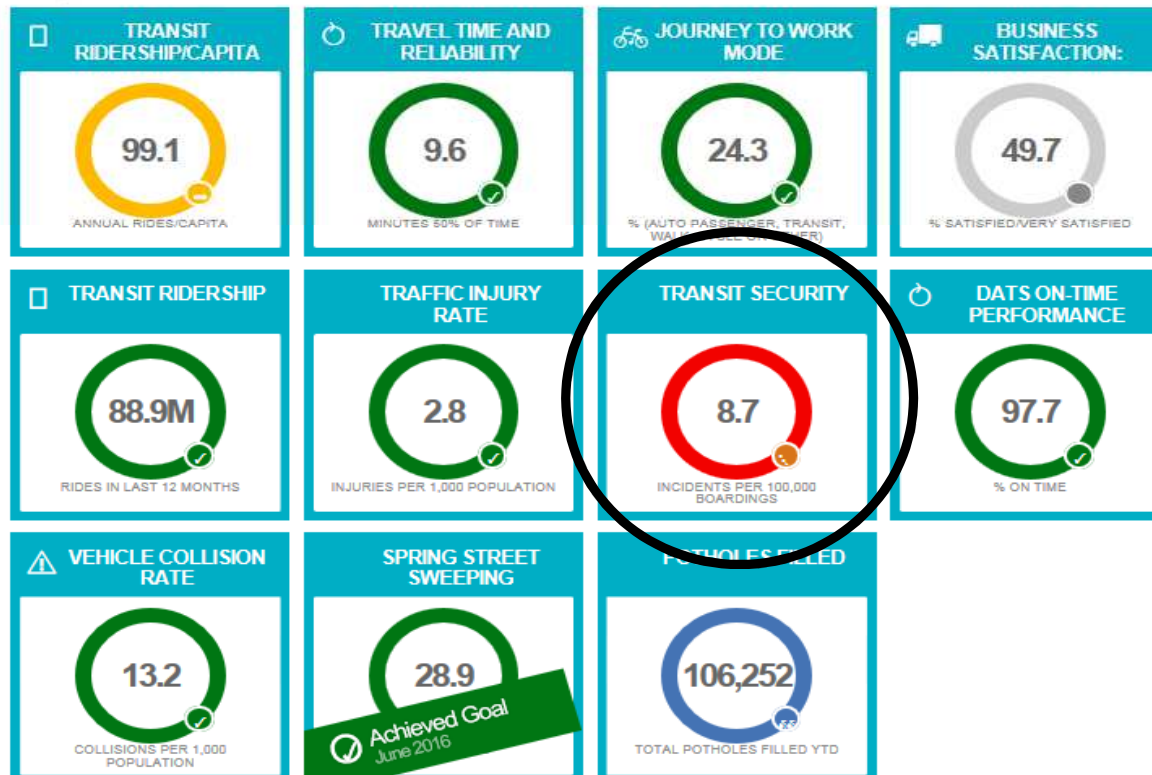 TRANSIT
RIDERSHIP/CAPITA
99.1
ANNUAL RIDES/CAPITA
TRAVEL TIME AND
RELIABILITY
9.6
MINUTES 50% OF TIME
JOURNEY TO WORK
MODE
24.3
% (AUTO PASSENGER, TRANSIT,
BUSINESS
SATISFACTION:
49.7
% SATISFIED/VERY SATISFIED
TRANSIT RIDERSHIP
88.9M
RIDES IN LAST 12 MONTHS
TRAFFIC INJURY
RATE
2.8
INJURIES PER 1,000 POPULATION
TRANSIT SECURITY
8.7
INCIDENTS PER 100,000
BOARDINGS
DATS ON-TIME
PERFORMANCE
97.7
% ON TIME
VEHICLE COLLISION
RATE
13.2
COLLISIONS PER 1,000
POPULATION
SPRING STREET
SWEEPING
28.9
Achieved Goal
June 2016
POTHOLES FILLED
106,252
TOTAL POTHOLES FILLED YTD